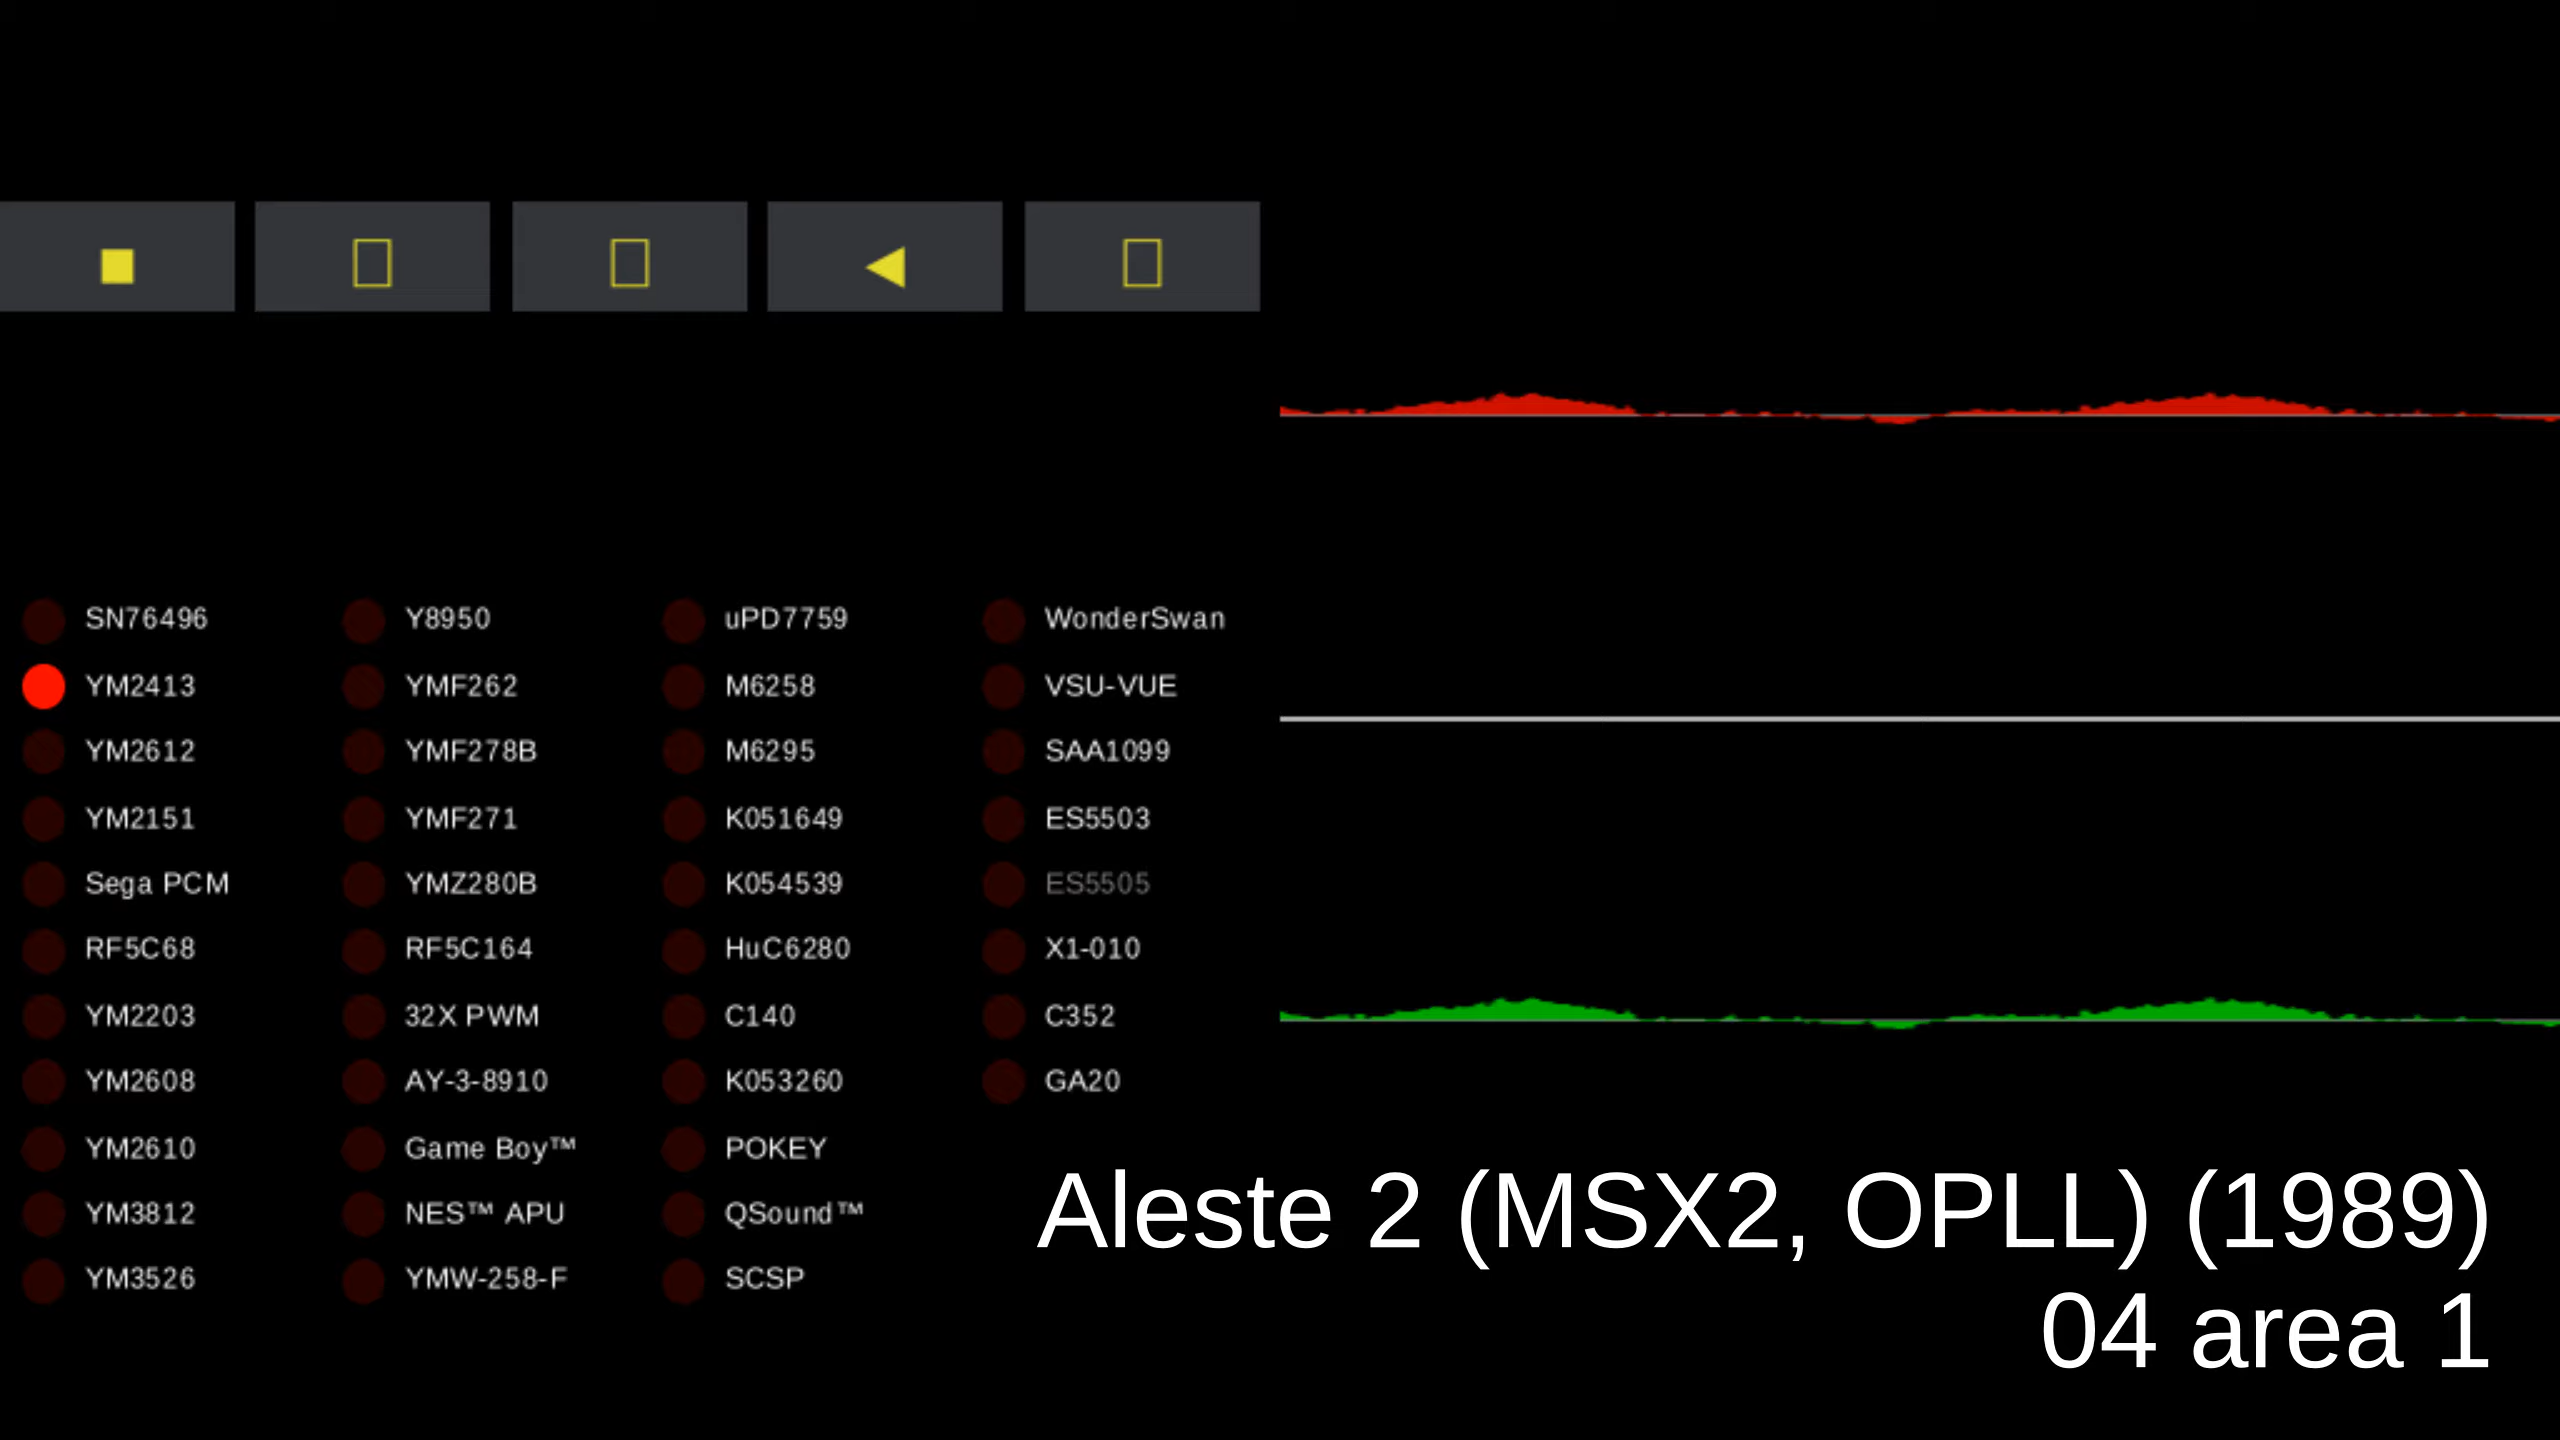 SN76496
YM2413
YM2612
YM2151
Sega PCM
RF5C68
YM2203
YM2608
YM2610
YM3812
YM3526
Y8950
YMF262
YMF278B
YMF271
YMZ280B
RF5C164
32X PWM
AY-3-8910
Game Boy™
NES™ APU
YMW-258-F
uPD7759
M6258
M6295
K051649
K054539
HuC6280
C140
K053260
POKEY
QSound™
SCSP
WonderSwan
VSU-VUE
SAA1099
ES5503
ES5505
X1-010
C352
GA20
Aleste 2 (MSX2, OPLL) (1989)
04 area 1